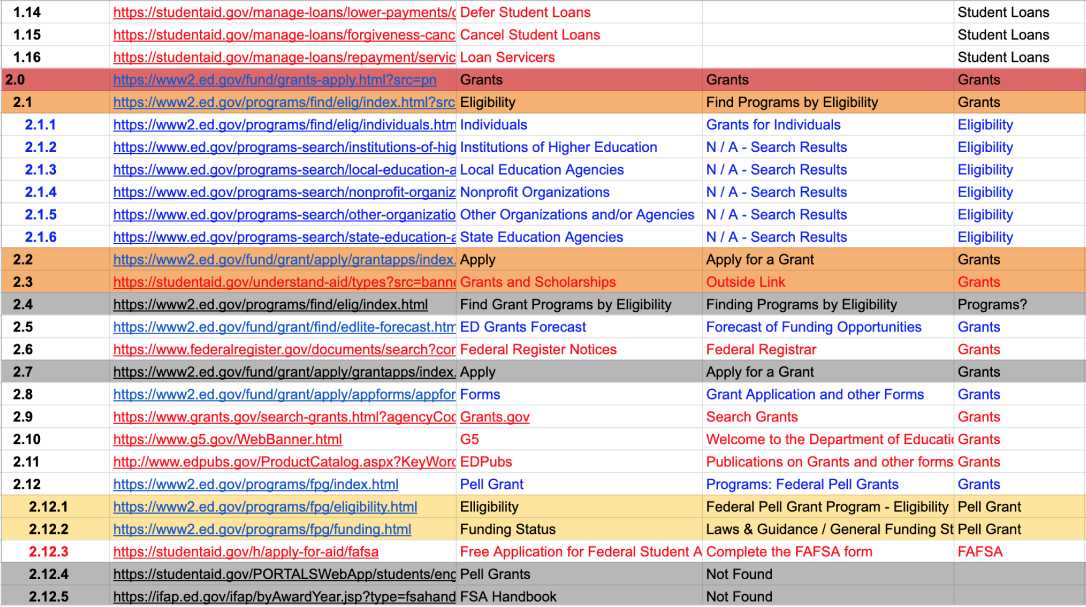 1.14 https://studentaid.gov/manage-loans/lower-payments/g Defer Student Loans Student Loans
1.15 https://studentaid.gov/manage-loans/forgiveness-canc Cancel Student Loans Student Loans
1.16 https://studentaid.gov/manage-loans/repayment/servic Loan Servicers Student Loans
2.0 https://www2.ed.gov/fund/grants-apply.html?src=pn Grants Grants Grants
2.1 https://www2.ed.gov/programs/find/elig/index.html?src Eligibility Find Programs by Eligibility Grants
2.1.1 https://www2.ed.gov/programs/find/elig/individuals.htm Individuals Grants for Individuals Eligibility
2.1.2 https://www.ed.gov/programs-search/institutions-of-hig Institutions of Higher Education N / A - Search Results Eligibility
2.1.3 https://www.ed.gov/programs-search/local-education-a Local Education Agencies N / A - Search Results Eligibility
2.1.4 https://www.ed.gov/programs-search/nonprofit-organiz Nonprofit Organizations N / A - Search Results Eligibility
2.1.5 https://www.ed.gov/programs-search/other-organizatio Other Organizations and/or Agencies N / A - Search Results Eligibility
2.1.6 https://www.ed.gov/programs-search/state-education-a State Education Agencies N / A - Search Results Eligibility
2.2 https://www2.ed.gov/fund/grant/apply/grantapps/index. Apply Apply for a Grant Grants
2.3 https://studentaid.gov/understand-aid/types?src=banne Grants and Scholarships Outside Link Grants
2.4 https://www2.ed.gov/programs/find/elig/index.html Find Grant Programs by Eligibility Finding Programs by Eligibility Programs?
2.5 https://www2.ed.gov/fund/grant/find/edlite-forecast.htm ED Grants Forecast Forecast of Funding Opportunities Grants
2.6 https://www.federalregister.gov/documents/search?cor Federal Register Notices Federal Registrar Grants
2.7 https://www2.ed.gov/fund/grant/apply/grantapps/index. Apply Apply for a Grant Grants
2.8 https://www2.ed.gov/fund/grant/apply/appforms/appfor Forms Grant Application and other Forms Grants
2.9 https://www.grants.gov/search-grants.html?agencyCoc Grants.gov Search Grants Grants
2.10 https://www.g5.gov/WebBanner.html G5 Welcome to the Department of Educatic Grants
2.11 http://www.edpubs.gov/ProductCatalog.aspx?KeyWorc EDPubs Publications on Grants and other forms Grants
2.12 https://www2.ed.gov/programs/fpg/index.html Pell Grant Programs: Federal Pell Grants Grants
2.12.1 https://www2.ed.gov/programs/fpg/eligibility.html Elligibility Federal Pell Grant Program - Eligibility Pell Grant
2.12.2 https://www2.ed.gov/programs/fpg/funding.html Funding Status Laws & Guidance / General Funding St Pell Grant
2.12.3 https://studentaid.gov/h/apply-for-aid/fafsa Free Application for Federal Student A Complete the FAFSA form FAFSA
2.12.4 https://studentaid.gov/PORTALSWebApp/students/eng Pell Grants Not Found
2.12.5 https://ifap.ed.gov/ifap/byAwardYear.jsp?type=fsahand FSA Handbook Not Found